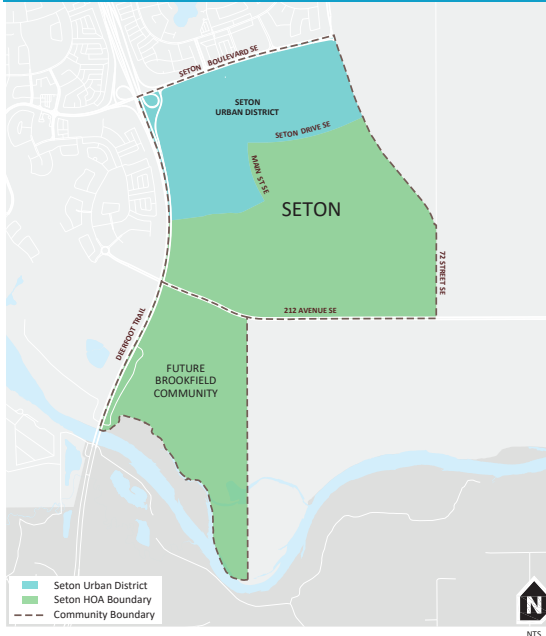 SETON BOULEVARD SE
SETON
URBAN DISTRICT
SETON DRIVE SE
MAIN ST SE
SETON
72 STREET SE
212 AVENUE SE
DEERFOOT TRAIL
FUTURE
BROOKFIELD
COMMUNITY
Seton Urban District
Seton HOA Boundary
Community Boundary
N
NTS